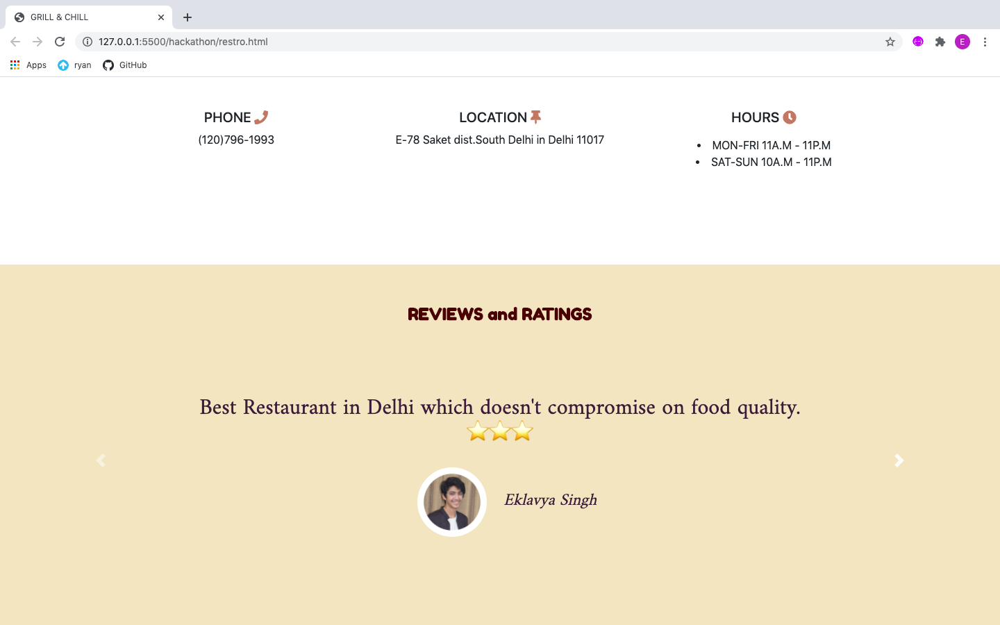 GRILL & CHILL
127.0.0.1:5500/hackathon/restro.html
E
Apps ryan GitHub
PHONE
(120)796-1993
LOCATION
E-78 Saket dist.South Delhi in Delhi 11017
HOURS
• MON-FRI 11A.M - 11P.M
• SAT-SUN 10A.M - 11P.M
REVIEWS and RATINGS
Best Restaurant in Delhi which doesn't compromise on food quality.
⭐⭐⭐
Eklavya Singh